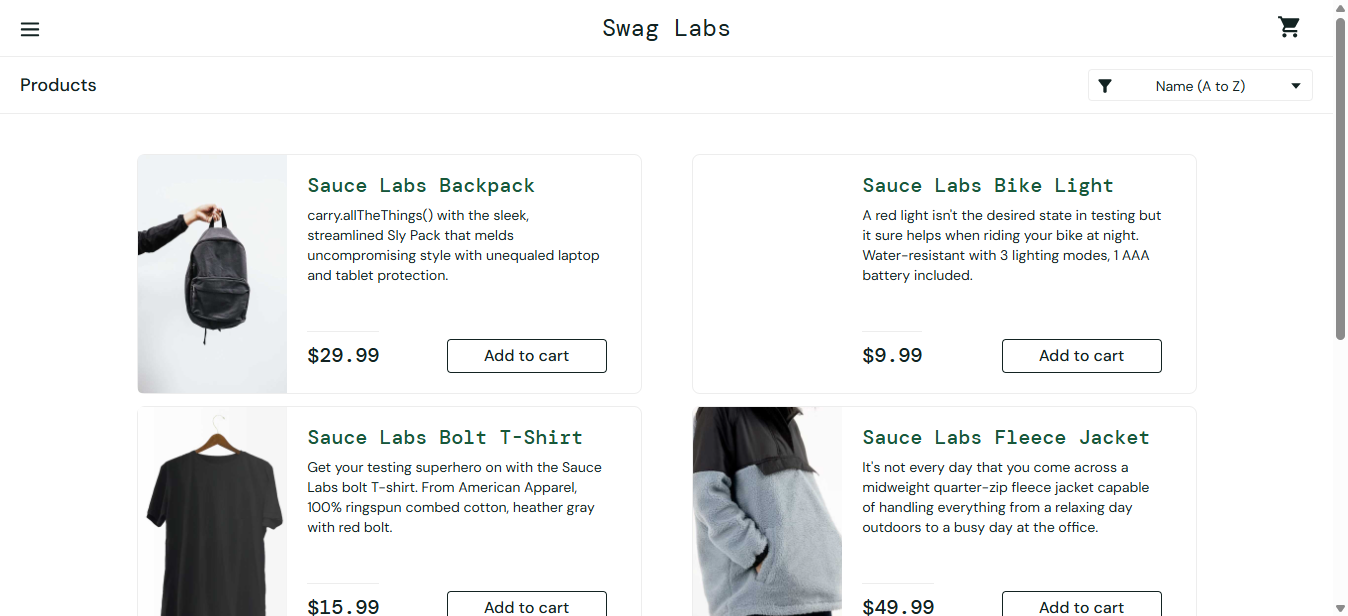 Swag Labs
Products
Name (A to Z)
Sauce Labs Backpack
carry.allTheThings() with the sleek,
streamlined Sly Pack that melds
uncompromising style with unequaled laptop
and tablet protection.
$29.99
Add to cart
Sauce Labs Bike Light
A red light isn't the desired state in testing but
it sure helps when riding your bike at night.
Water-resistant with 3 lighting modes, 1 AAA
battery included.
$9.99
Add to cart
Sauce Labs Bolt T-Shirt
Get your testing superhero on with the Sauce
Labs bolt T-shirt. From American Apparel,
100% ringspun combed cotton, heather gray
with red bolt.
$15.99
Add to cart
Sauce Labs Fleece Jacket
It's not every day that you come across a
midweight quarter-zip fleece jacket capable
of handling everything from a relaxing day
outdoors to a busy day at the office.
$49.99
Add to cart